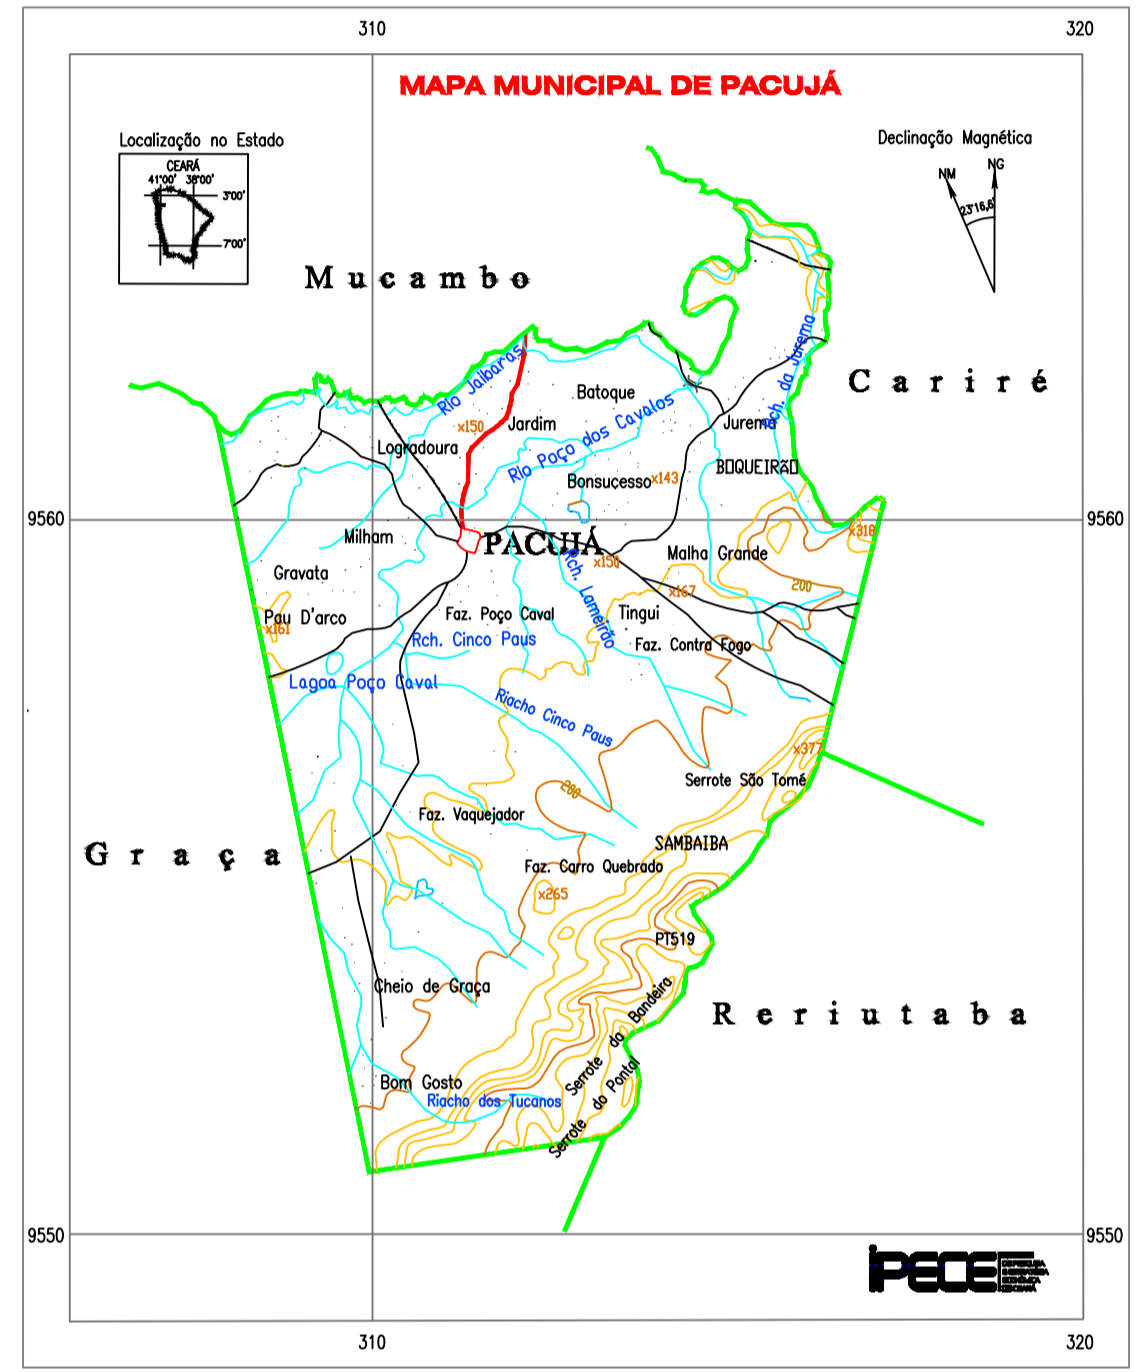 310
320
MAPA MUNICIPAL DE PACUJÁ
Localização no Estado
CEARÁ
41°00'
38°00'
3°00'
7°00'
Declinação Magnética
NM
NG
23°16,6'
Mucambo
Cariré
Rio Jaibaras
Rch. da Jurema
Batoque
x150
Jardim
Rio Poço dos Cavalos
Jurema
Logradoura
B▯QUEIRÃ▯
Bonsucesso
x143
9560
9560
Milham
PACUJÁ
x318
Malha Grande
x150
Gravata
Rch. Lameirão
x167
200
Pau D'arco
x161
Faz. Poço Caval
Tingui
Rch. Cinco Paus
Faz. Contra Fogo
Lagoa Poço Caval
Riacho Cinco Paus
x377
Serrote São Tomé
200
Faz. Vaquejador
SAMBAIBA
Graça
Faz. Carro Quebrado
x265
PT519
Cheio de Graça
Reriutaba
Serrote da Bandeira
Bom Gosto
Riacho dos Tucanos
Serrote do Pontal
9550
9550
iPECE
310
320